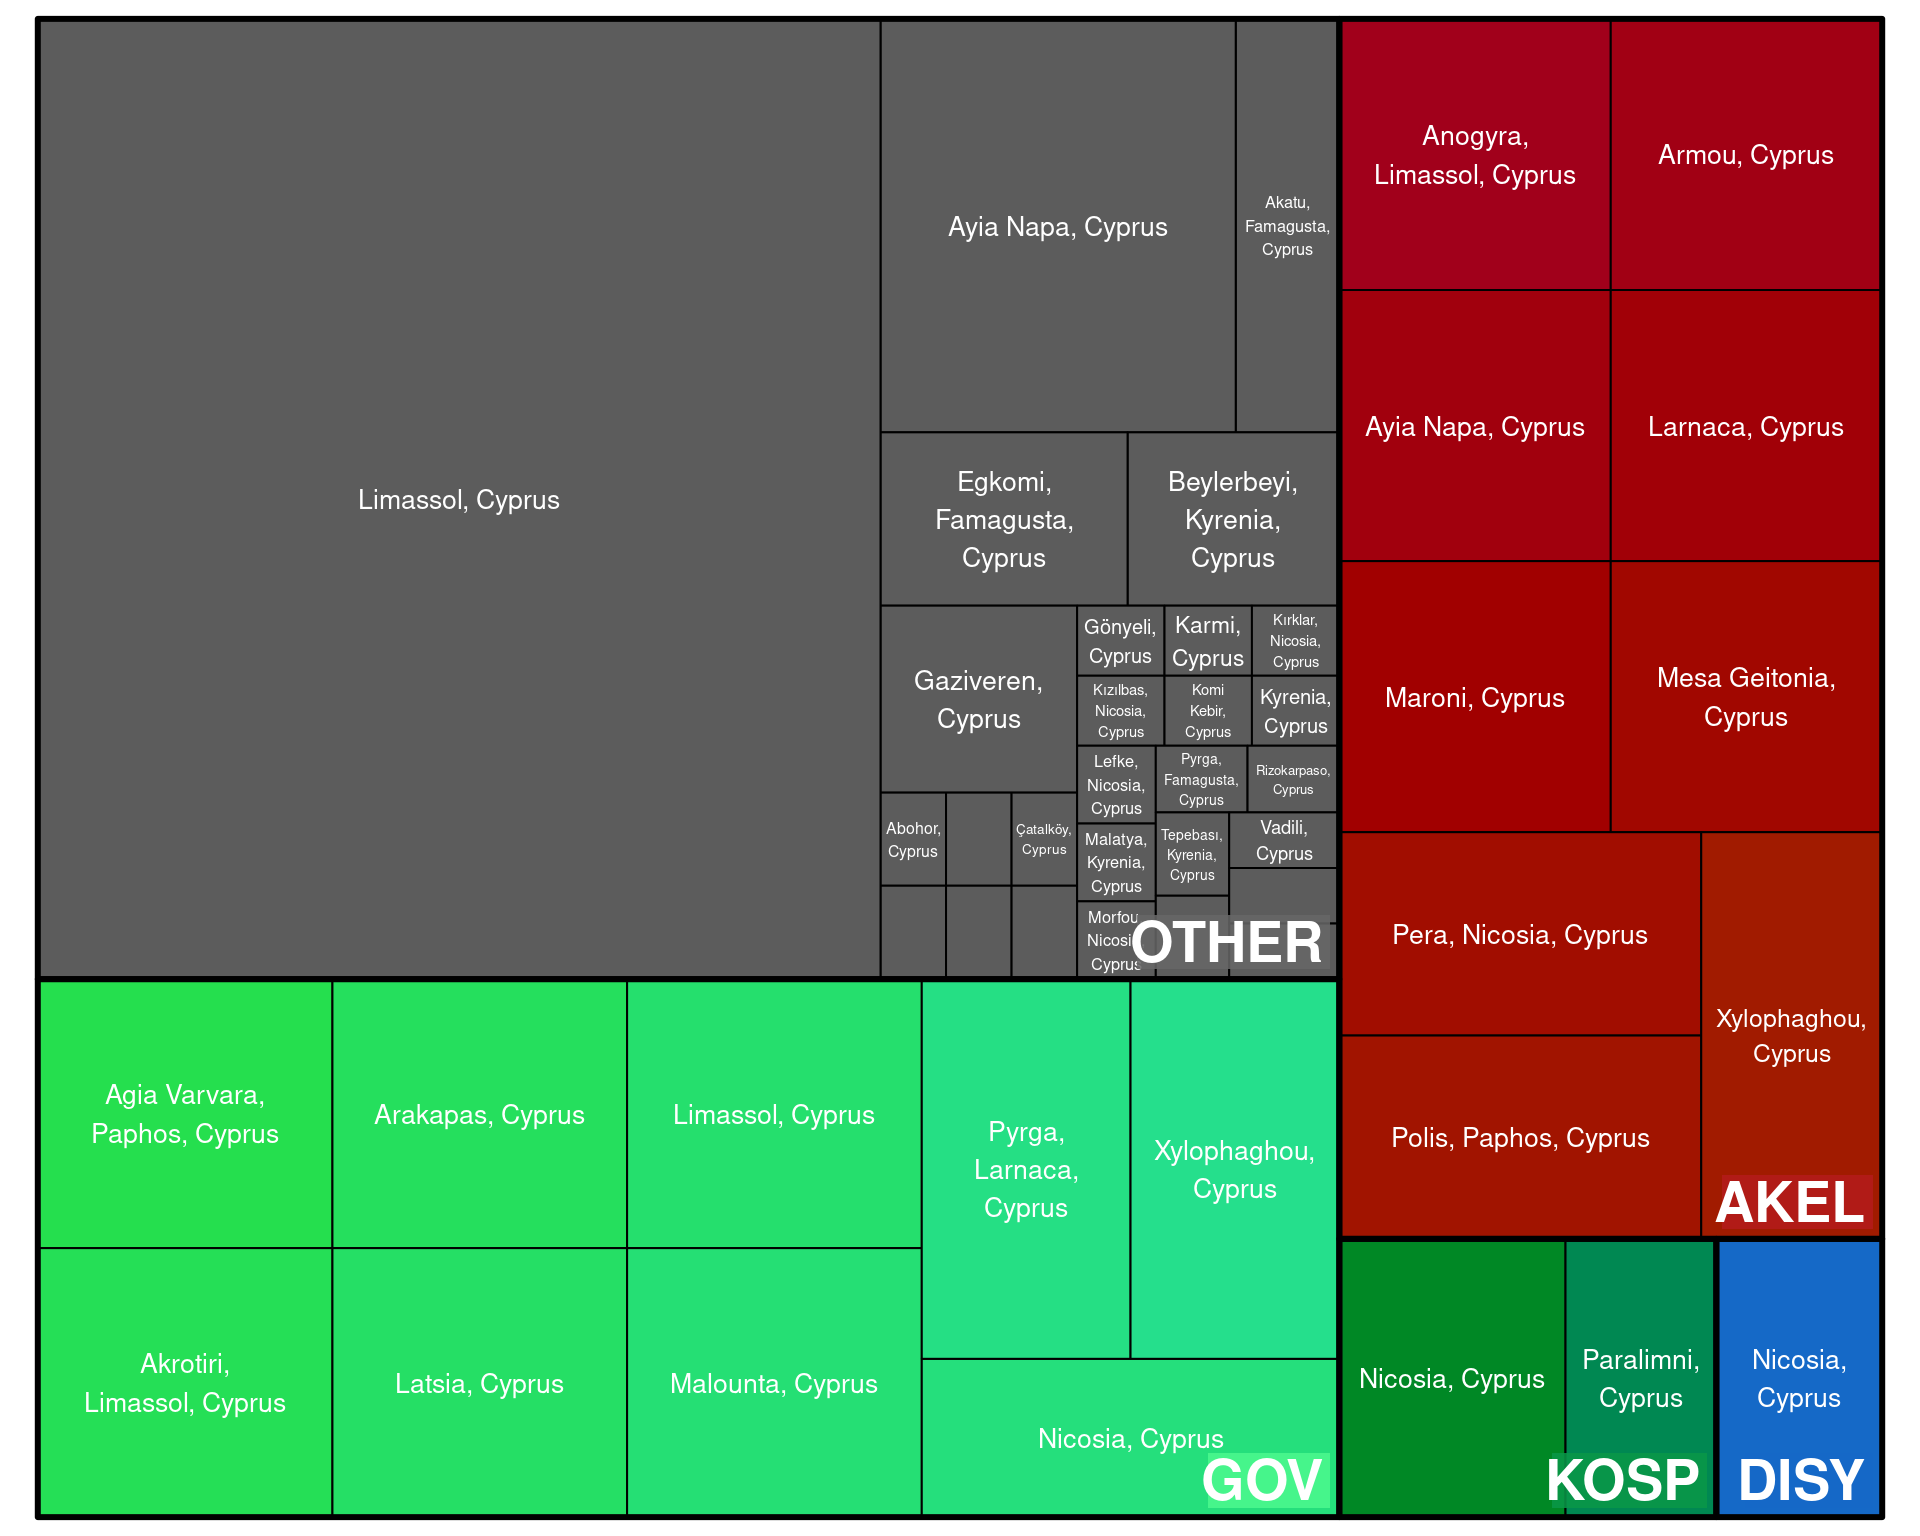 Limassol, Cyprus
Ayia Napa, Cyprus
Akatu,
Famagusta,
Cyprus
Egkomi,
Famagusta,
Cyprus
Beylerbeyi,
Kyrenia,
Cyprus
Gaziveren,
Cyprus
Gönyeli,
Cyprus
Karmi,
Cyprus
Kırklar,
Nicosia,
Cyprus
Kızılbas,
Nicosia,
Cyprus
Komi
Kebir,
Cyprus
Kyrenia,
Cyprus
Lefke,
Nicosia,
Cyprus
Pyrga,
Famagusta,
Cyprus
Rizokarpaso,
Cyprus
Abohor,
Cyprus
Çatalköy,
Cyprus
Malatya,
Kyrenia,
Cyprus
Tepebası,
Kyrenia,
Cyprus
Vadili,
Cyprus
Morfou,
Nicosia,
Cyprus
OTHER
Anogyra,
Limassol, Cyprus
Armou, Cyprus
Ayia Napa, Cyprus
Larnaca, Cyprus
Maroni, Cyprus
Mesa Geitonia,
Cyprus
Pera, Nicosia, Cyprus
Xylophaghou,
Cyprus
Polis, Paphos, Cyprus
AKEL
Agia Varvara,
Paphos, Cyprus
Arakapas, Cyprus
Limassol, Cyprus
Pyrga,
Larnaca,
Cyprus
Xylophaghou,
Cyprus
Akrotiri,
Limassol, Cyprus
Latsia, Cyprus
Malounta, Cyprus
Nicosia, Cyprus
GOV
Nicosia, Cyprus
Paralimni,
Cyprus
KOSP
Nicosia,
Cyprus
DISY